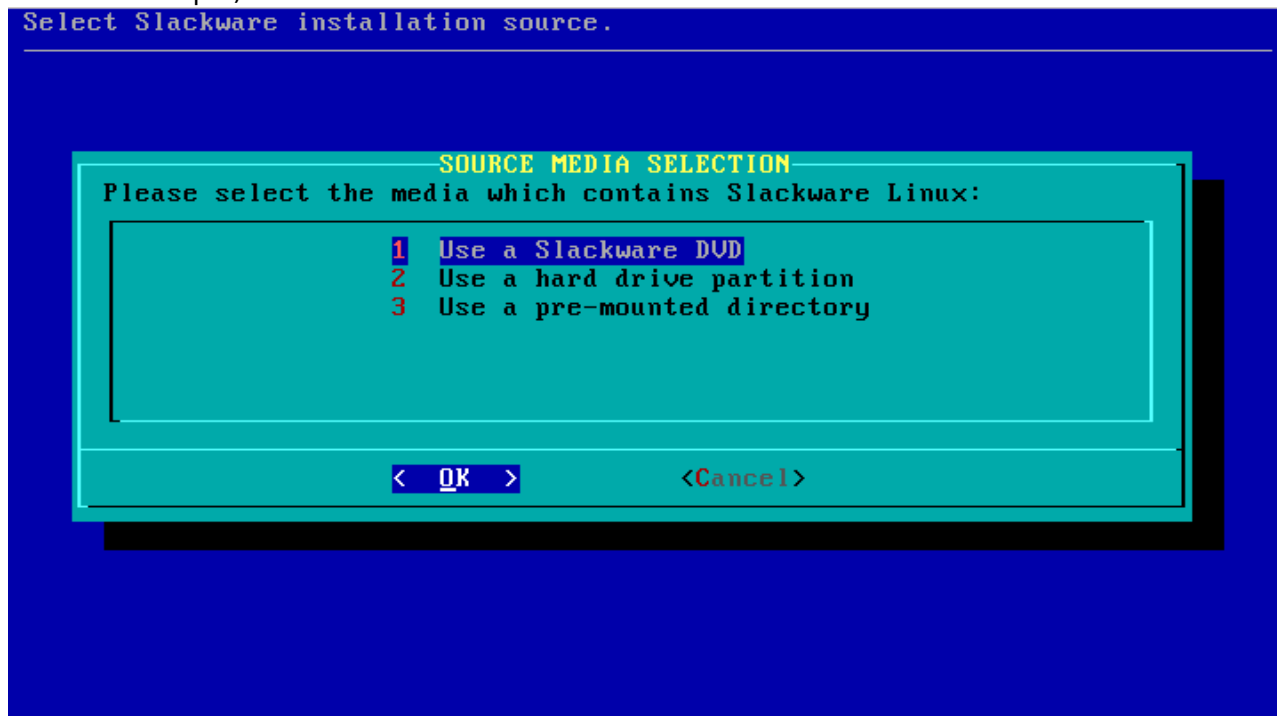 Select Slackware installation source.
SOURCE MEDIA SELECTION
Please select the media which contains Slackware Linux:
1 Use a Slackware DVD
2 Use a hard drive partition
3 Use a pre-mounted directory
< OK > <Cancel>